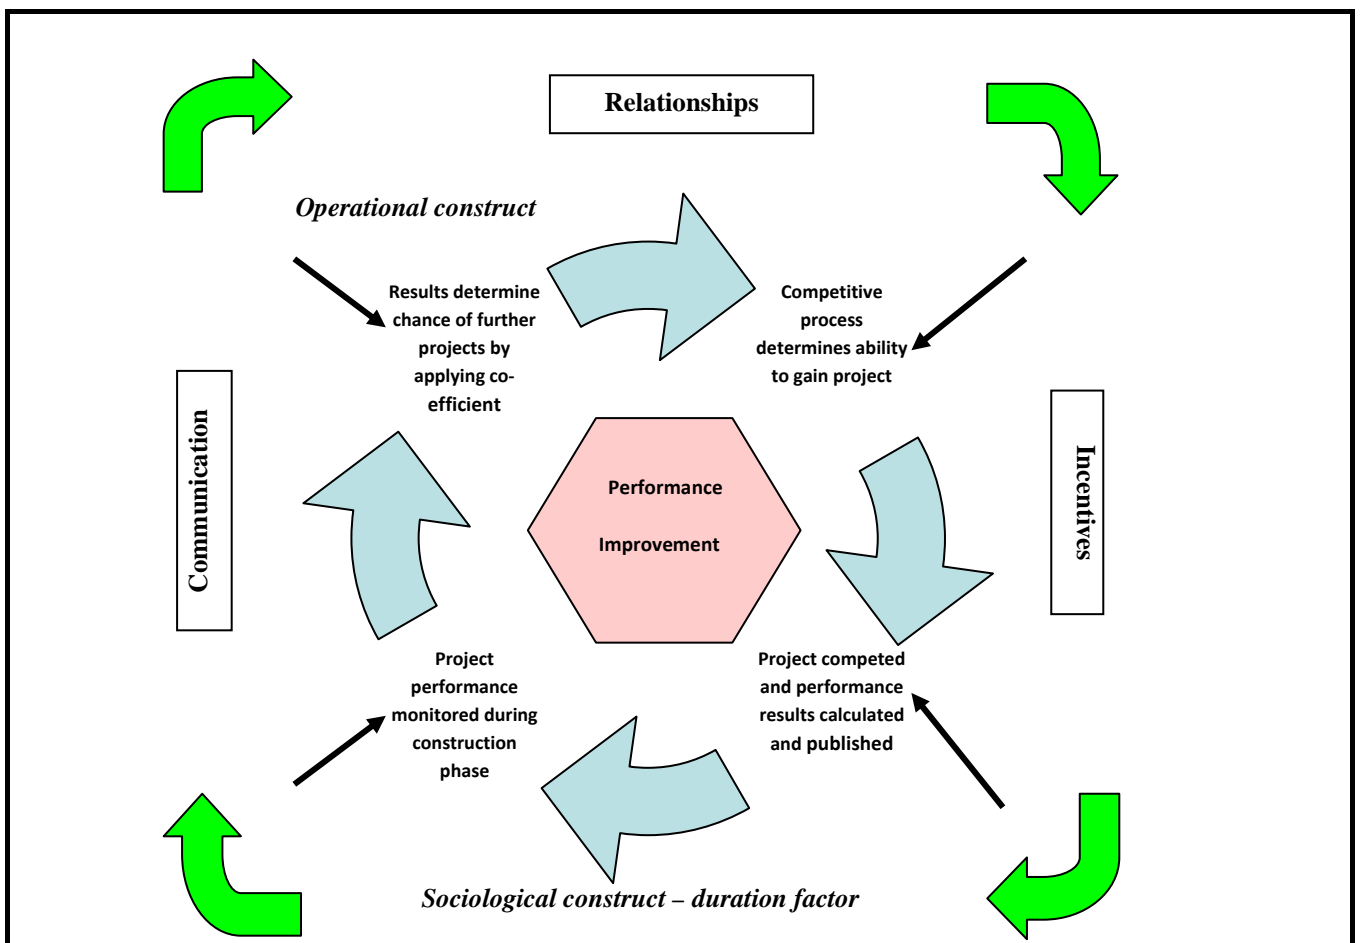 Relationships
Operational construct
Results determine
chance of further
projects by
applying co-
efficient
Competitive
process
determines ability
to gain project
Communication
Performance
Improvement
Incentives
Project
performance
monitored during
construction
phase
Project competed
and performance
results calculated
and published
Sociological construct – duration factor